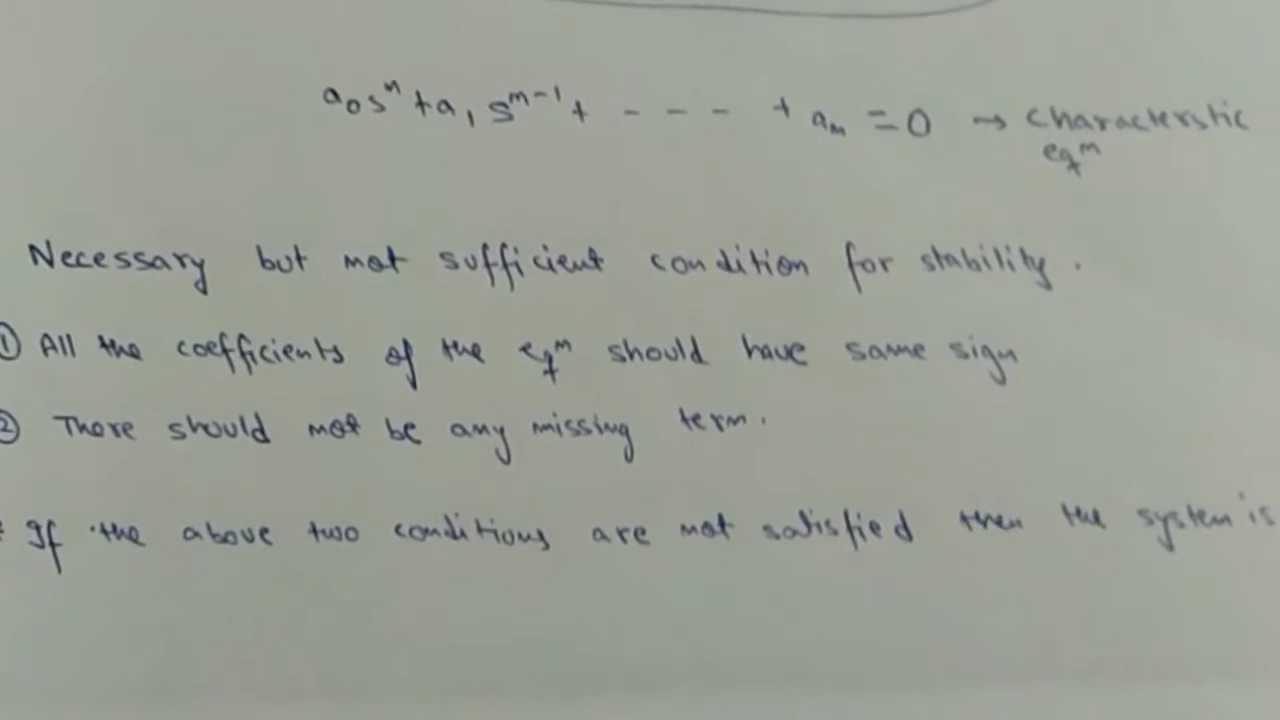 a₀sⁿ + a₁ sⁿ⁻¹ + - - - - + aₙ = 0 → characteristic
eqⁿ
Necessary but not sufficient condition for stability.
① All the coefficients of the eqⁿ should have same sign
② There should not be any missing term.
If the above two conditions are not satisfied then the system is